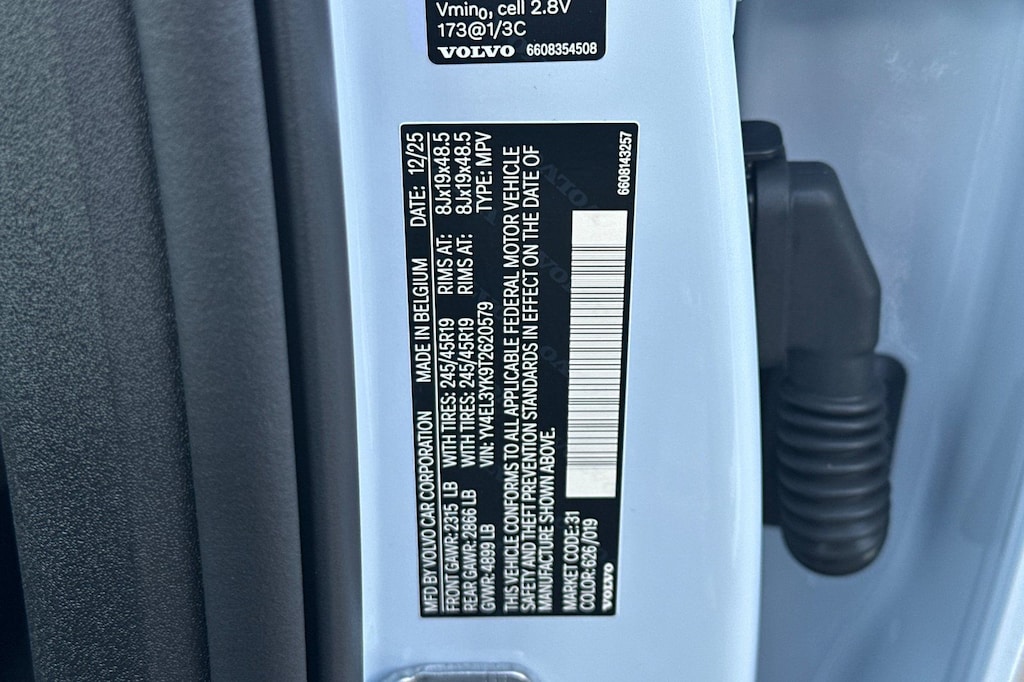 Vmin₀, cell 2.8V
173@1/3C
VOLVO 6608354508
MFD BY VOLVO CAR CORPORATION MADE IN BELGIUM DATE: 12/25
FRONT GAWR: 2315 LB WITH TIRES: 245/45R19 RIMS AT: 8Jx19x48.5
REAR GAWR: 2866 LB WITH TIRES: 245/45R19 RIMS AT: 8Jx19x48.5
GVWR: 4899 LB VIN: YV4EL3YK9T2620579 TYPE: MPV
THIS VEHICLE CONFORMS TO ALL APPLICABLE FEDERAL MOTOR VEHICLE
SAFETY AND THEFT PREVENTION STANDARDS IN EFFECT ON THE DATE OF
MANUFACTURE SHOWN ABOVE.
MARKET CODE: 31
COLOR: 626/019
VOLVO 6608143257